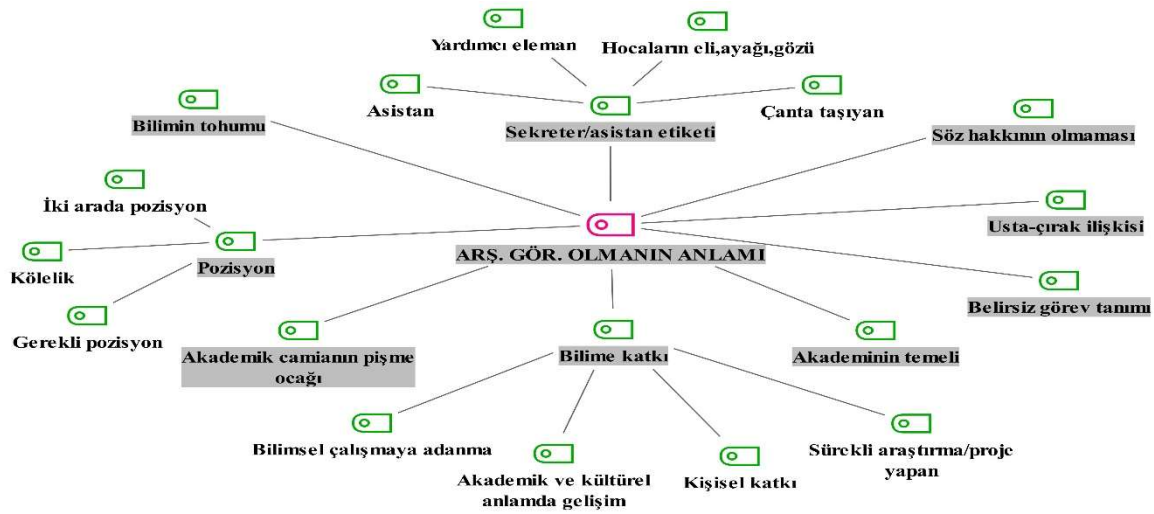 Yardımcı eleman
Hocaların eli,ayağı,gözü
Asistan
Çanta taşıyan
Bilimin tohumu
Sekreter/asistan etiketi
Söz hakkının olmaması
İki arada pozisyon
Usta-çırak ilişkisi
ARŞ. GÖR. OLMANIN ANLAMI
Kölelik
Pozisyon
Belirsiz görev tanımı
Gerekli pozisyon
Akademik camianın pişme
ocağı
Bilime katkı
Akademinin temeli
Bilimsel çalışmaya adanma
Akademik ve kültürel
anlamda gelişim
Kişisel katkı
Sürekli araştırma/proje
yapan